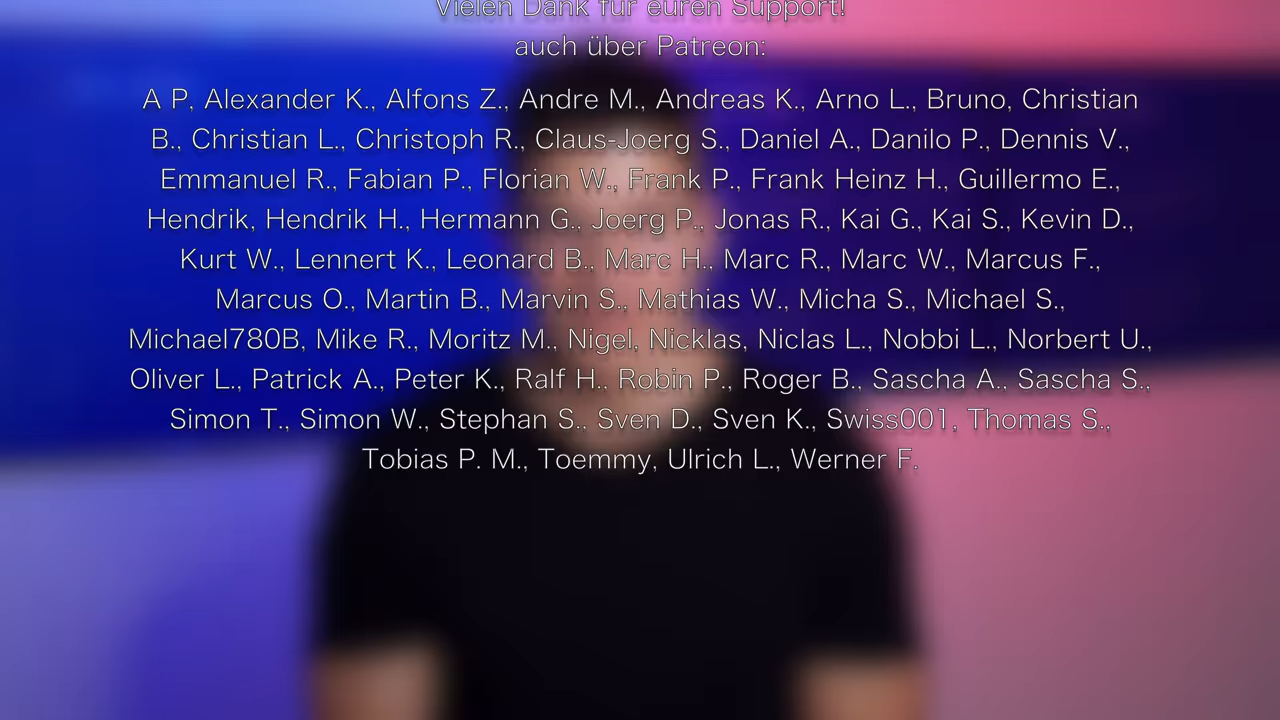 Vielen Dank für euren Support!
auch über Patreon:
A P, Alexander K., Alfons Z., Andre M., Andreas K., Arno L., Bruno, Christian
B., Christian L., Christoph R., Claus-Joerg S., Daniel A., Danilo P., Dennis V.,
Emmanuel R., Fabian P., Florian W., Frank P., Frank Heinz H., Guillermo E.,
Hendrik, Hendrik H., Hermann G., Joerg P., Jonas R., Kai G., Kai S., Kevin D.,
Kurt W., Lennert K., Leonard B., Marc H., Marc R., Marc W., Marcus F.,
Marcus O., Martin B., Marvin S., Mathias W., Micha S., Michael S.,
Michael780B, Mike R., Moritz M., Nigel, Nicklas, Niclas L., Nobbi L., Norbert U.,
Oliver L., Patrick A., Peter K., Ralf H., Robin P., Roger B., Sascha A., Sascha S.,
Simon T., Simon W., Stephan S., Sven D., Sven K., Swiss001, Thomas S.,
Tobias P. M., Toemmy, Ulrich L., Werner F.